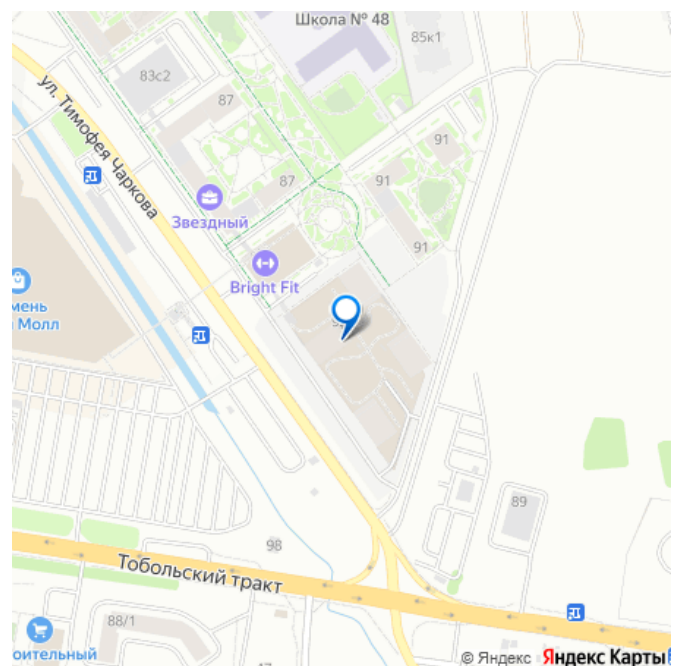 Школа № 48
85к1
83с2
87
ул. Тимофея Чаркова
91
87
91
Звездный
91
Bright Fit
мень
Молл
89
98
Тобольский тракт
88/1
оительный
© Яндекс
Яндекс Карты